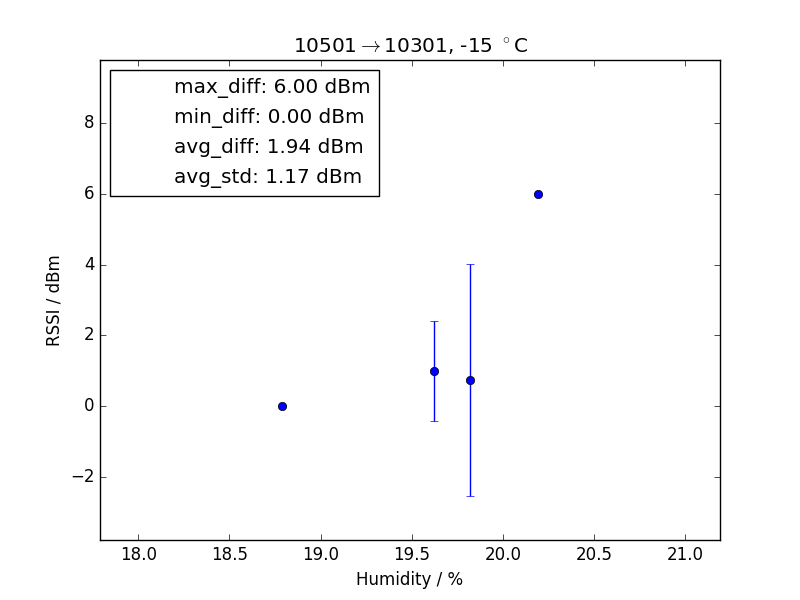 10501→10301, -15 °C
max_diff: 6.00 dBm
min_diff: 0.00 dBm
avg_diff: 1.94 dBm
avg_std: 1.17 dBm
8
6
4
2
0
−2
RSSI / dBm
18.0 18.5 19.0 19.5 20.0 20.5 21.0
Humidity / %